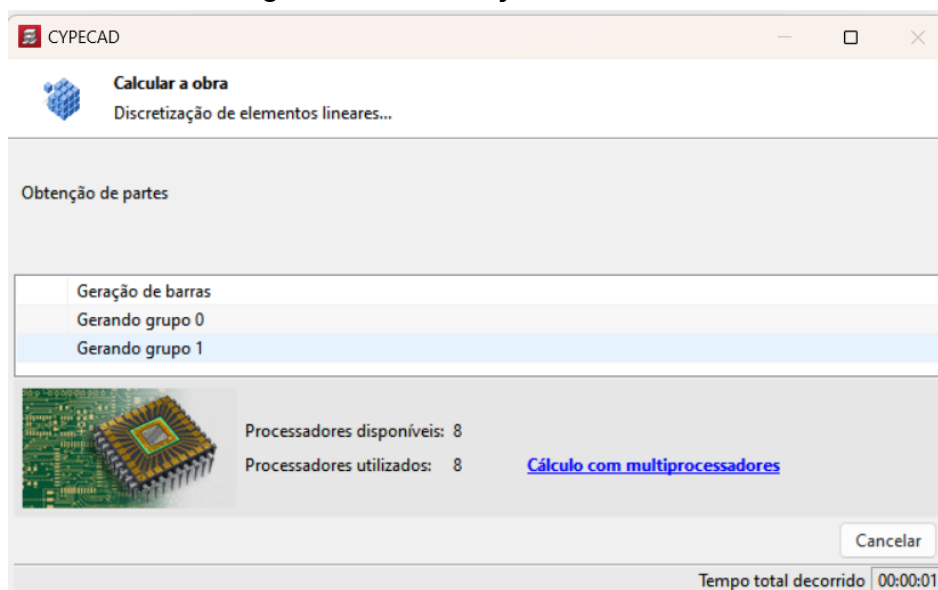 CYPECAD
Calcular a obra
Discretização de elementos lineares...
Obtenção de partes
Geração de barras
Gerando grupo 0
Gerando grupo 1
Processadores disponíveis: 8
Processadores utilizados: 8 Cálculo com multiprocessadores
Cancelar
Tempo total decorrido 00:00:01